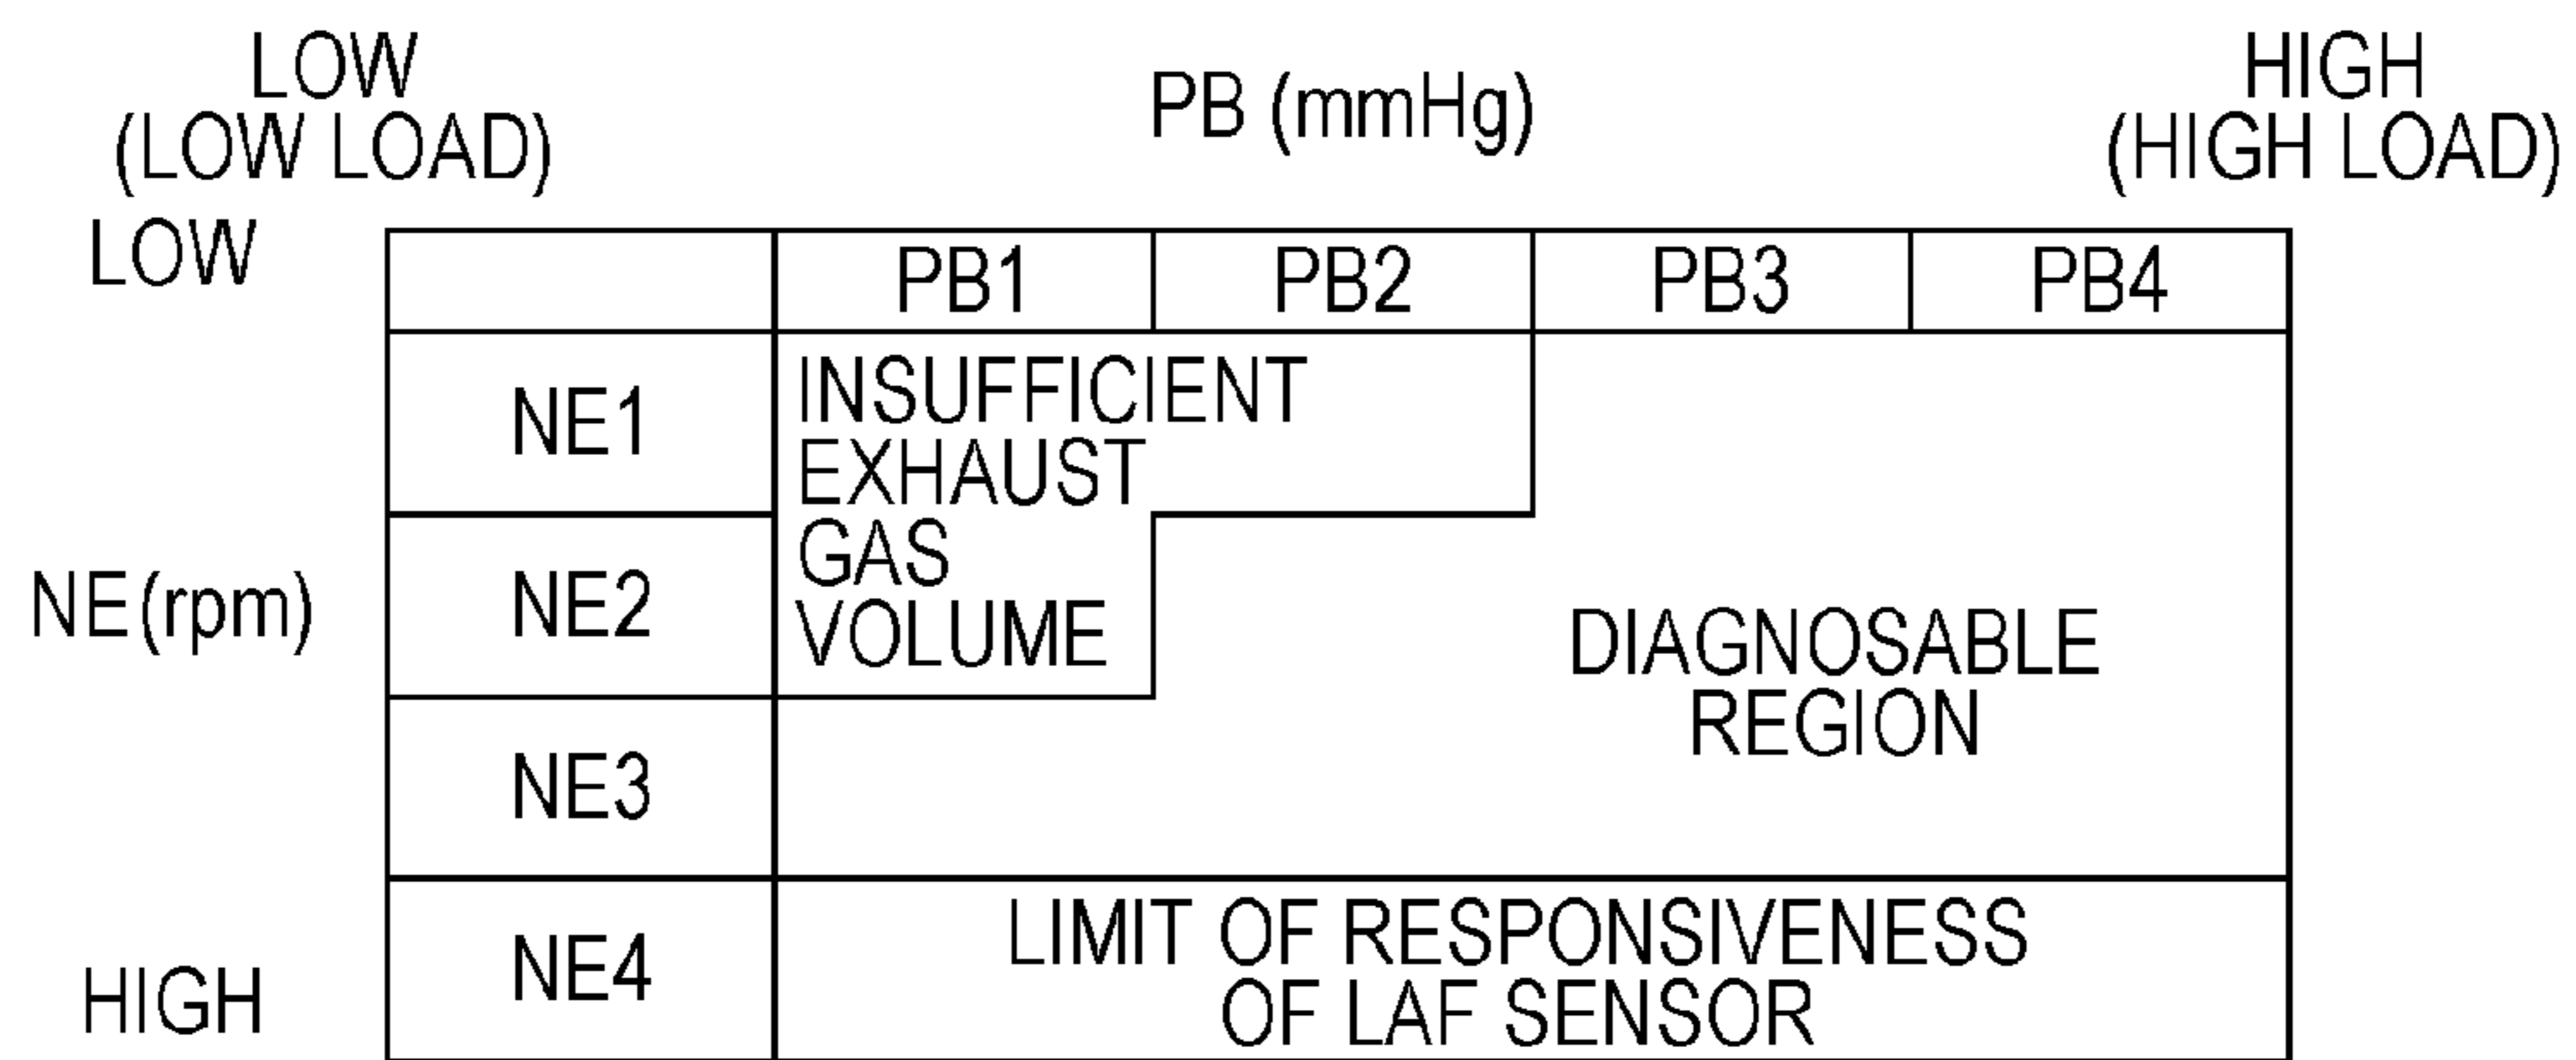 LOW
(LOW LOAD)
PB (mmHg)
HIGH
(HIGH LOAD)
LOW
PB1
PB2
PB3
PB4
NE1
INSUFFICIENT
EXHAUST
GAS
VOLUME
NE (rpm)
NE2
DIAGNOSABLE
REGION
NE3
HIGH
NE4
LIMIT OF RESPONSIVENESS
OF LAF SENSOR